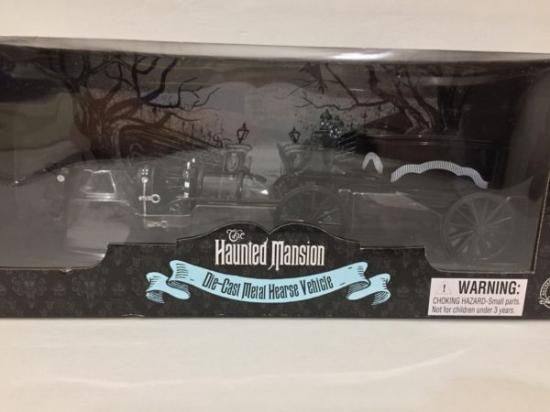 The
Haunted Mansion
Die-Cast Metal Hearse Vehicle
! WARNING:
CHOKING HAZARD-Small parts.
Not for children under 3 years.